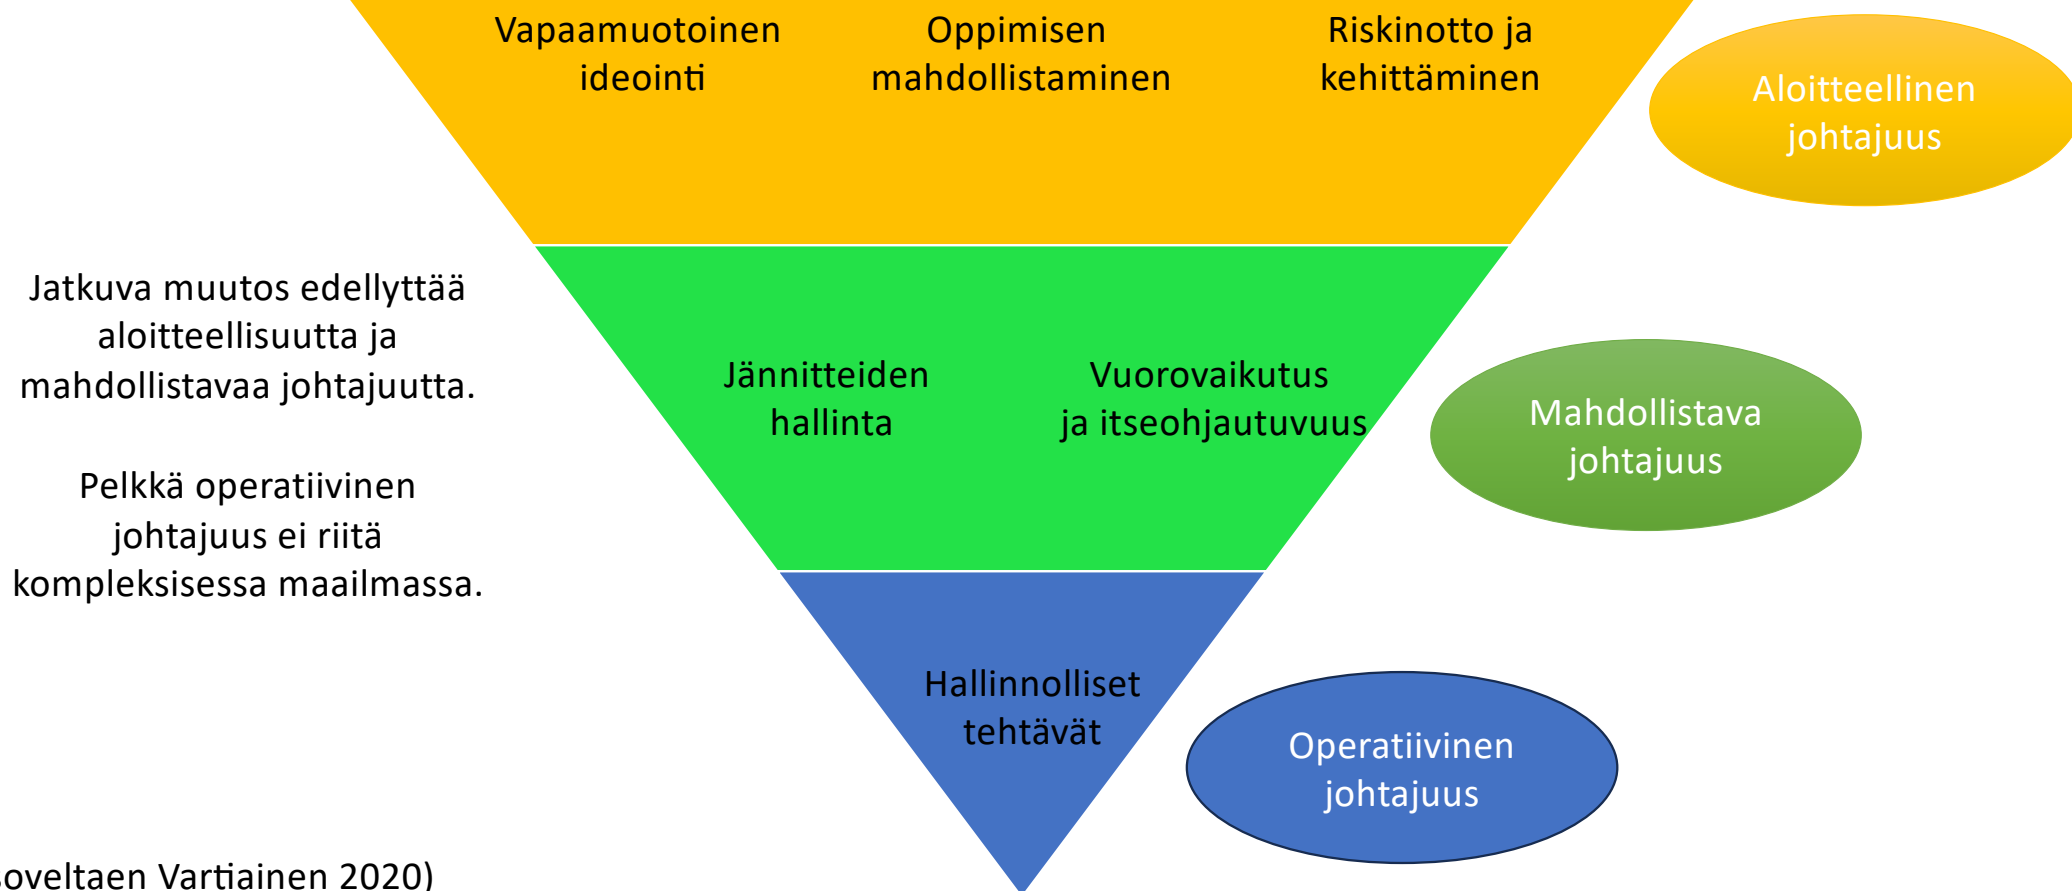 Vapaamuotoinen
ideointi
Oppimisen
mahdollistaminen
Riskinotto ja
kehittäminen
Aloitteellinen
johtajuus
Jatkuva muutos edellyttää
aloitteellisuutta ja
mahdollistavaa johtajuutta.
Pelkkä operatiivinen
johtajuus ei riitä
kompleksisessa maailmassa.
Jännitteiden
hallinta
Vuorovaikutus
ja itseohjautuvuus
Mahdollistava
johtajuus
Hallinnolliset
tehtävät
Operatiivinen
johtajuus
soveltaen Vartiainen 2020)